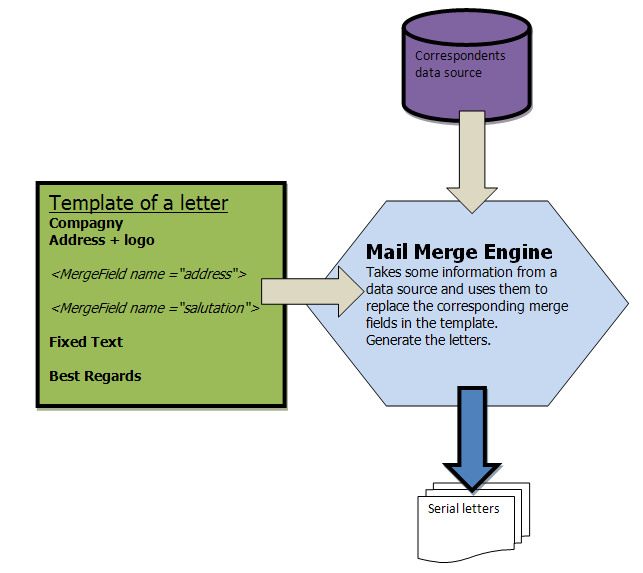 Correspondents
data source
Template of a letter
Compagny
Address + logo
<MergeField name ="address">
<MergeField name ="salutation">
Fixed Text
Best Regards
Mail Merge Engine
Takes some information from a
data source and uses them to
replace the corresponding merge
fields in the template.
Generate the letters.
Serial letters